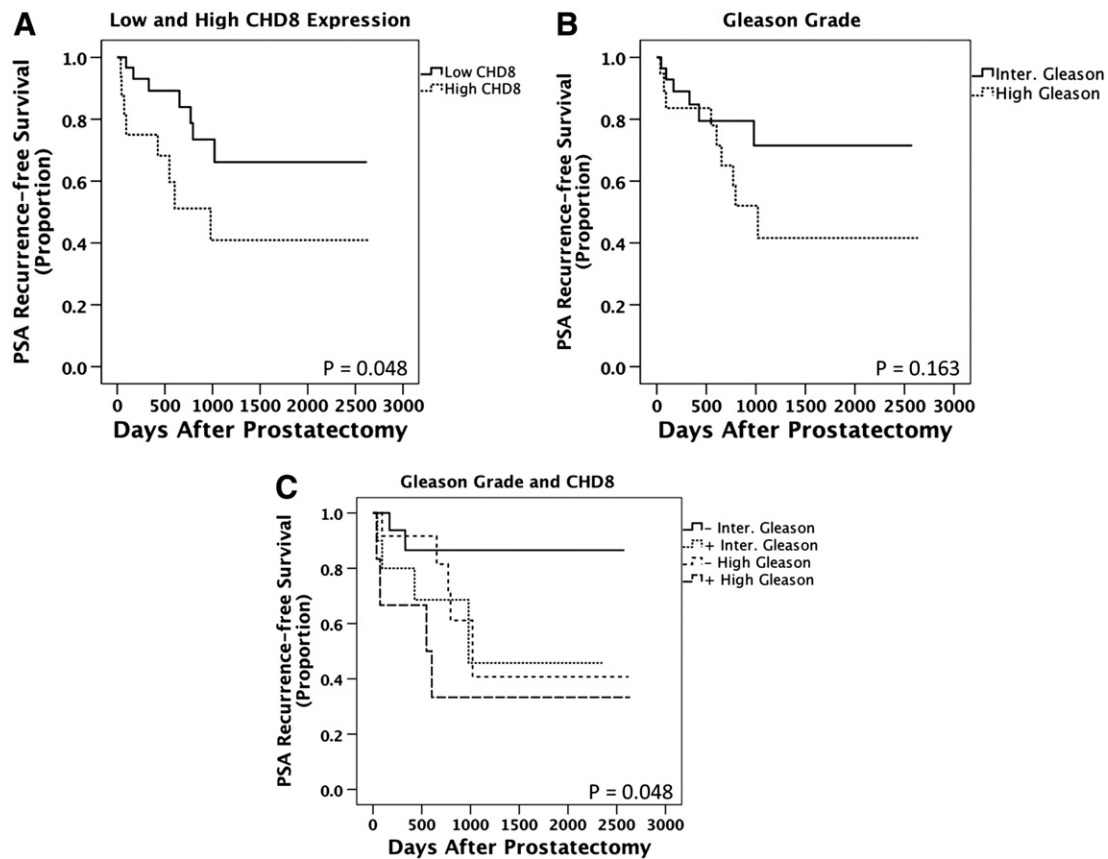 A
Low and High CHD8 Expression
PSA Recurrence-free Survival
(Proportion)
1.0
0.8
0.6
0.4
0.2
0.0
Low CHD8
High CHD8
P = 0.048
0 500 1000 1500 2000 2500 3000
Days After Prostatectomy
B
Gleason Grade
PSA Recurrence-free Survival
(Proportion)
1.0
0.8
0.6
0.4
0.2
0.0
Inter. Gleason
High Gleason
P = 0.163
0 500 1000 1500 2000 2500 3000
Days After Prostatectomy
C
Gleason Grade and CHD8
PSA Recurrence-free Survival
(Proportion)
1.0
0.8
0.6
0.4
0.2
0.0
− Inter. Gleason
+ Inter. Gleason
− High Gleason
+ High Gleason
P = 0.048
0 500 1000 1500 2000 2500 3000
Days After Prostatectomy